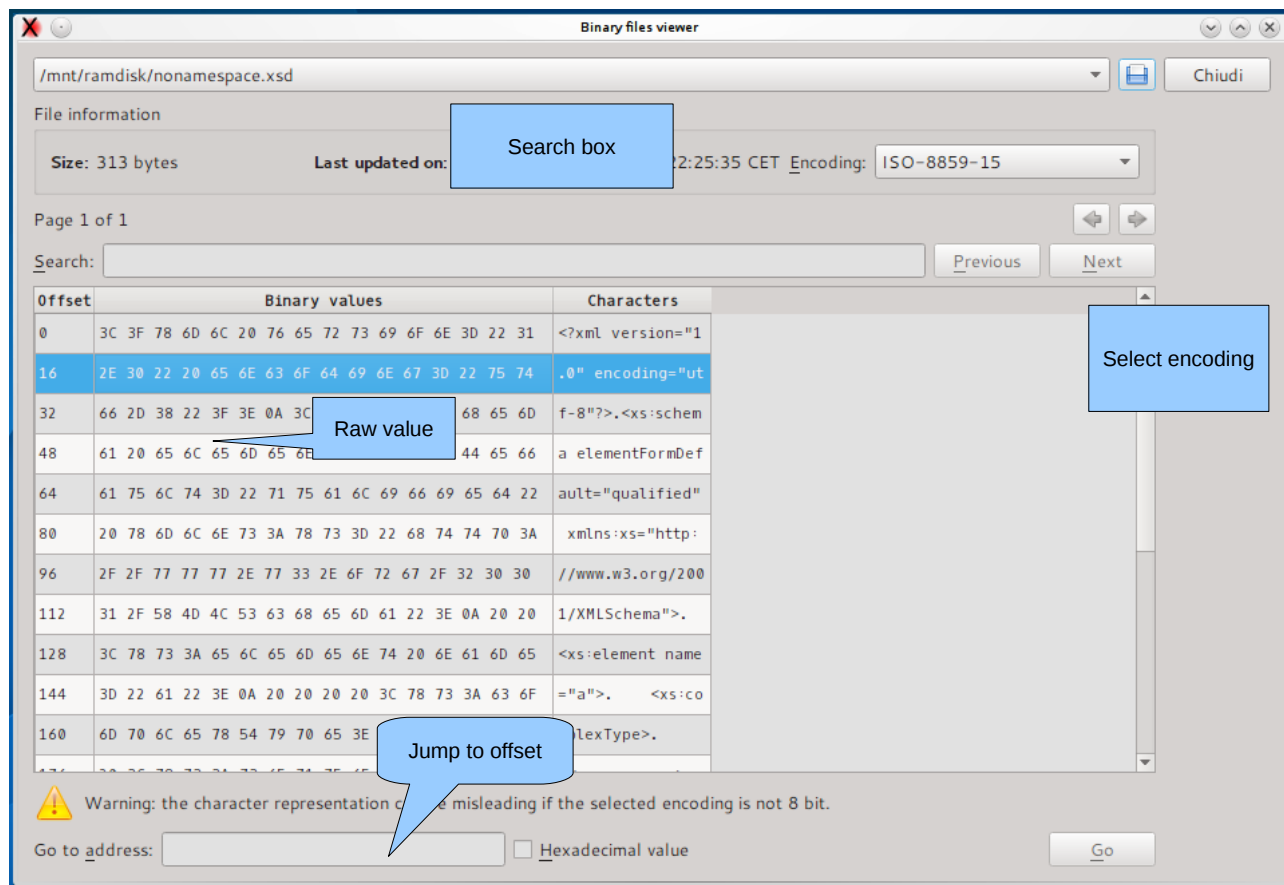 Binary files viewer
/mnt/ramdisk/nonamespace.xsd Chiudi
File information
Search box
Size: 313 bytes Last updated on: 22:25:35 CET Encoding: ISO-8859-15
Page 1 of 1
Search: Previous Next
Offset Binary values Characters
0 3C 3F 78 6D 6C 20 76 65 72 73 69 6F 6E 3D 22 31 <?xml version="1
Select encoding
16 2E 30 22 20 65 6E 63 6F 64 69 6E 67 3D 22 75 74 .0" encoding="ut
32 66 2D 38 22 3F 3E 0A 3C 68 65 6D f-8"?>.<xs:schem
Raw value
48 61 20 65 6C 65 6D 65 6E 44 65 66 a elementFormDef
64 61 75 6C 74 3D 22 71 75 61 6C 69 66 69 65 64 22 ault="qualified"
80 20 78 6D 6C 6E 73 3A 78 73 3D 22 68 74 74 70 3A xmlns:xs="http:
96 2F 2F 77 77 77 2E 77 33 2E 6F 72 67 2F 32 30 30 //www.w3.org/200
112 31 2F 58 4D 4C 53 63 68 65 6D 61 22 3E 0A 20 20 1/XMLSchema">.
128 3C 78 73 3A 65 6C 65 6D 65 6E 74 20 6E 61 6D 65 <xs:element name
144 3D 22 61 22 3E 0A 20 20 20 20 3C 78 73 3A 63 6F ="a">. <xs:co
160 6D 70 6C 65 78 54 79 70 65 3E plexType>.
Jump to offset
Warning: the character representation c e misleading if the selected encoding is not 8 bit.
Go to address: Hexadecimal value Go